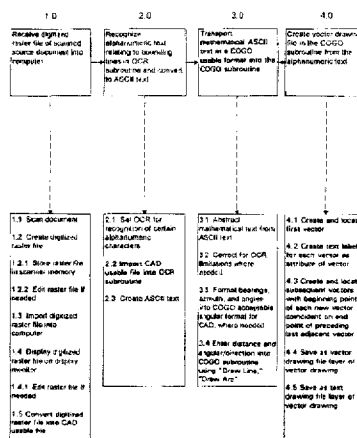 1.0
2.0
3.0
4.0
Receive digitized
raster file of scanned
source document into
computer
Recognize
alphanumeric text
relating to bounding
lines in OCR
subroutine and convert
to ASCII text
Transport
mathematical ASCII
text in a COGO
usable format into the
COGO subroutine
Create vector drawing
file in the COGO
subroutine from the
alphanumeric text
1.1 Scan document
1.2 Create digitized
raster file
1.2.1 Store raster file
in scanner memory
1.2.2 Edit raster file if
needed
1.3 Import digitized
raster file into
computer
1.4 Display digitized
raster file on display
monitor
1.4.1 Edit raster file if
needed
1.5 Convert digitized
raster file into CAD
usable file
2.1 Set OCR for
recognition of certain
alphanumeric
characters
2.2 Import CAD
usable file into OCR
subroutine
2.3 Create ASCII text
3.1 Abstract
mathematical text from
ASCII text
3.2 Correct for OCR
limitations where
needed
3.3 Format bearings,
azimuth, and angles
into COGO acceptable
angular format for
CAD, where needed
3.4 Enter distance and
angular/direction into
COGO subroutine
using "Draw Line,"
"Draw Arc"
4.1 Create and locate
first vector
4.2 Create text label
for each vector as
attribute of vector
4.3 Create and locate
subsequent vectors
with beginning point
of each new vector
coincident on end
point of preceding
last adjacent vector
4.4 Save as vector
drawing file layer of
vector drawing
4.5 Save as text
drawing file layer of
vector drawing